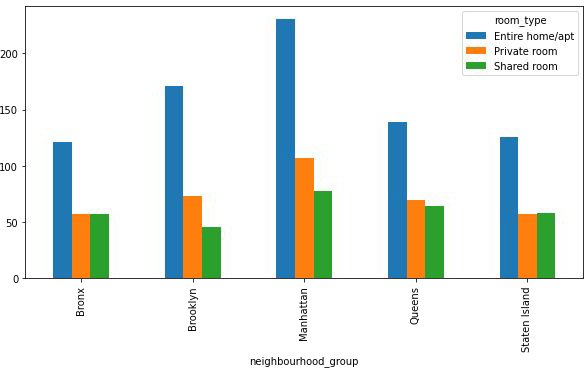 room_type
Entire home/apt
Private room
Shared room
200
150
100
50
0
Bronx
Brooklyn
Manhattan
Queens
Staten Island
neighbourhood_group